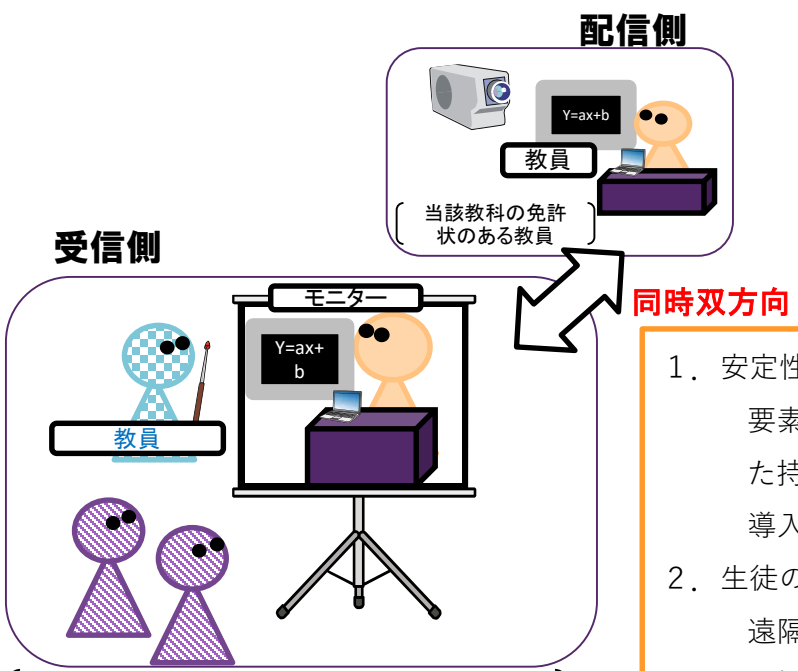 配信側
Y=ax+b
教員
当該教科の免許
状のある教員
受信側
モニター
Y=ax+
b
教員
同時双方向
1. 安定性
要素
た持
導入
2. 生徒の
遠隔